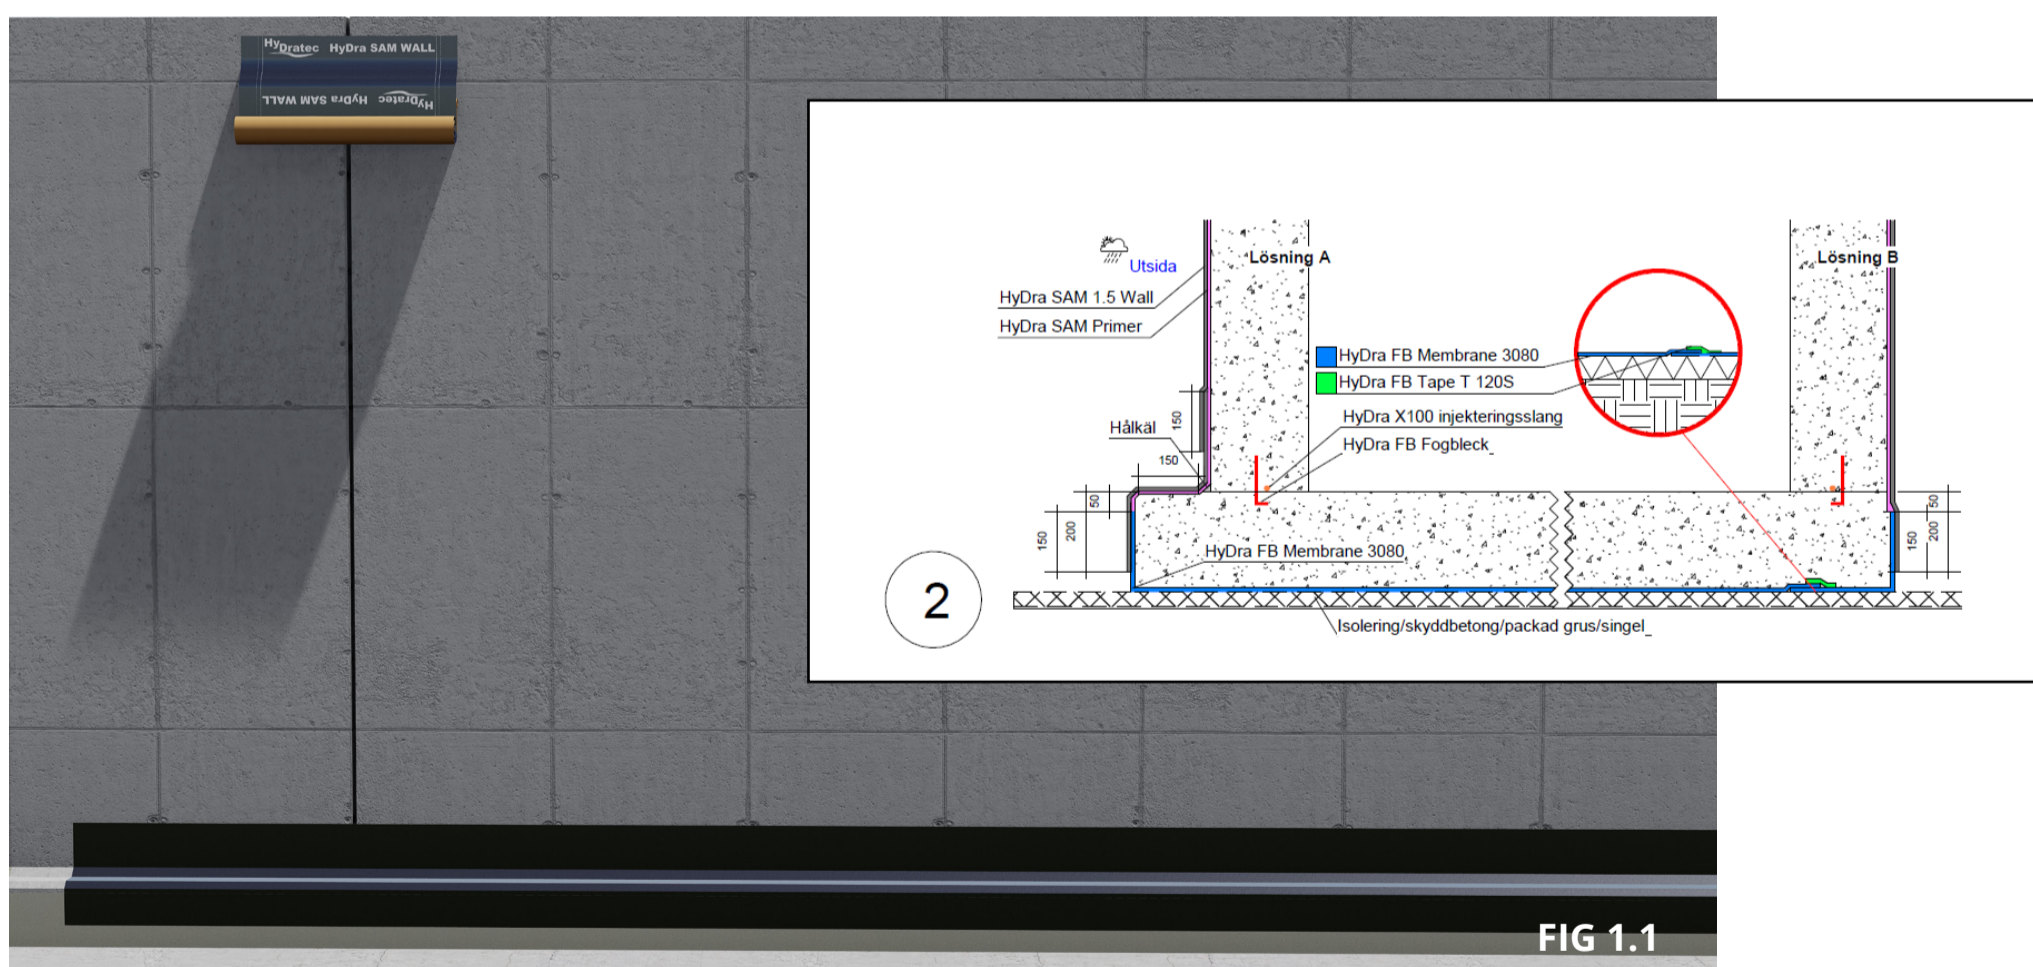 HyDratec HyDra SAM WALL
HyDratec HyDra SAM WALL
Utsida
HyDra SAM 1.5 Wall
HyDra SAM Primer
Lösning A
Lösning B
HyDra FB Membrane 3080
HyDra FB Tape T 120S
HyDra X100 injekteringsslang
HyDra FB Fogbleck_
Hålkäl
150
150
50
150
200
50
150
200
HyDra FB Membrane 3080
2
Isolering/skyddbetong/packad grus/singel_
FIG 1.1